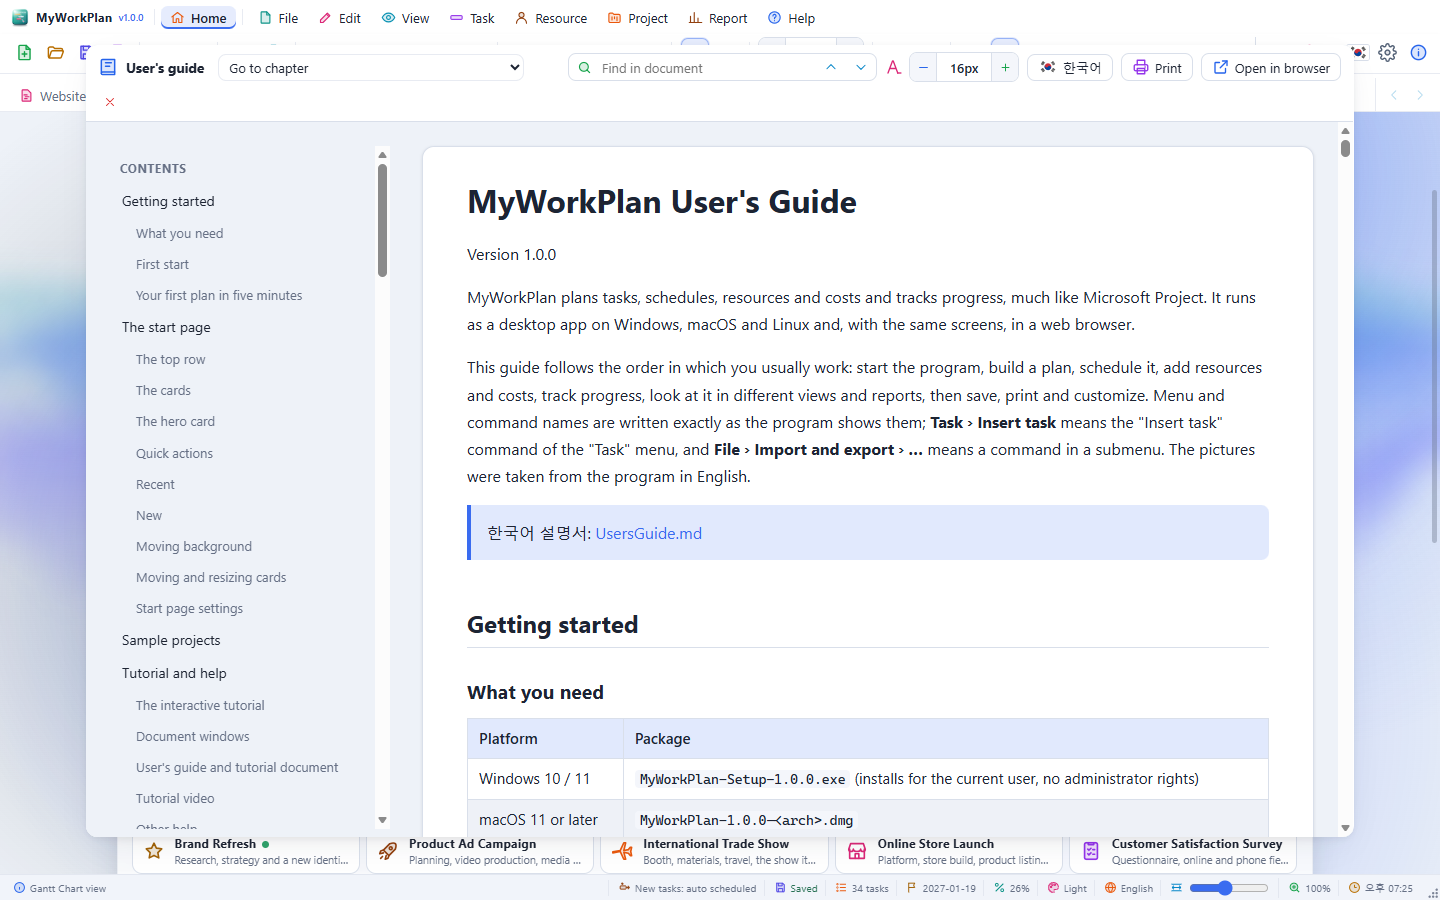 MyWorkPlan v1.0.0 Home File Edit View Task Resource Project Report Help
User's guide Go to chapter Find in document A 16px 한국어 Print Open in browser
Website
CONTENTS
Getting started
What you need
First start
Your first plan in five minutes
The start page
The top row
The cards
The hero card
Quick actions
Recent
New
Moving background
Moving and resizing cards
Start page settings
Sample projects
Tutorial and help
The interactive tutorial
Document windows
User's guide and tutorial document
Tutorial video
Other help
MyWorkPlan User's Guide
Version 1.0.0
MyWorkPlan plans tasks, schedules, resources and costs and tracks progress, much like Microsoft Project. It runs
as a desktop app on Windows, macOS and Linux and, with the same screens, in a web browser.
This guide follows the order in which you usually work: start the program, build a plan, schedule it, add resources
and costs, track progress, look at it in different views and reports, then save, print and customize. Menu and
command names are written exactly as the program shows them; Task › Insert task means the "Insert task"
command of the "Task" menu, and File › Import and export › ... means a command in a submenu. The pictures
were taken from the program in English.
한국어 설명서: UsersGuide.md
Getting started
What you need
Platform Package
Windows 10 / 11 MyWorkPlan-Setup-1.0.0.exe (installs for the current user, no administrator rights)
macOS 11 or later MyWorkPlan-1.0.0-<arch>.dmg
Brand Refresh Product Ad Campaign International Trade Show Online Store Launch Customer Satisfaction Survey
Research, strategy and a new identi... Planning, video production, media ... Booth, materials, travel, the show it... Platform, store build, product listin... Questionnaire, online and phone fie...
Gantt Chart view New tasks: auto scheduled Saved 34 tasks 2027-01-19 26% Light English 100% 오후 07:25